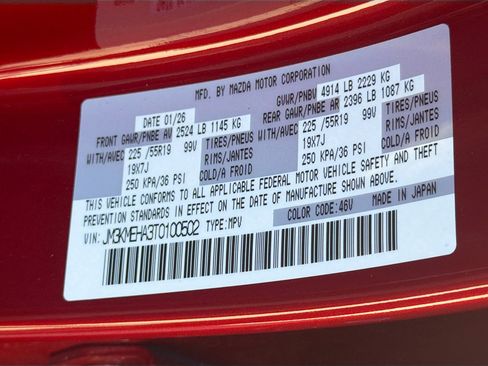 MFD. BY MAZDA MOTOR CORPORATION
DATE 01/26 GVWR/PNBV 4914 LB 2229 KG
FRONT GAWR/PNBE AV 2524 LB 1145 KG REAR GAWR/PNBE AR 2396 LB 1087 KG
WITH/AVEC 225 /55R19 99V TIRES/PNEUS WITH/AVEC 225 /55R19 99V TIRES/PNEUS
19X7J RIMS/JANTES 19X7J RIMS/JANTES
250 KPA/36 PSI COLD/A FROID 250 KPA/36 PSI COLD/A FROID
THIS VEHICLE CONFORMS TO ALL APPLICABLE FEDERAL MOTOR VEHICLE SAFETY AND THEFT
PREVENTION STANDARDS IN EFFECT ON THE DATE OF MANUFACTURE SHOWN ABOVE.
VIN: JM3KMEHA3T0100502 TYPE: MPV COLOR CODE: 46V MADE IN JAPAN